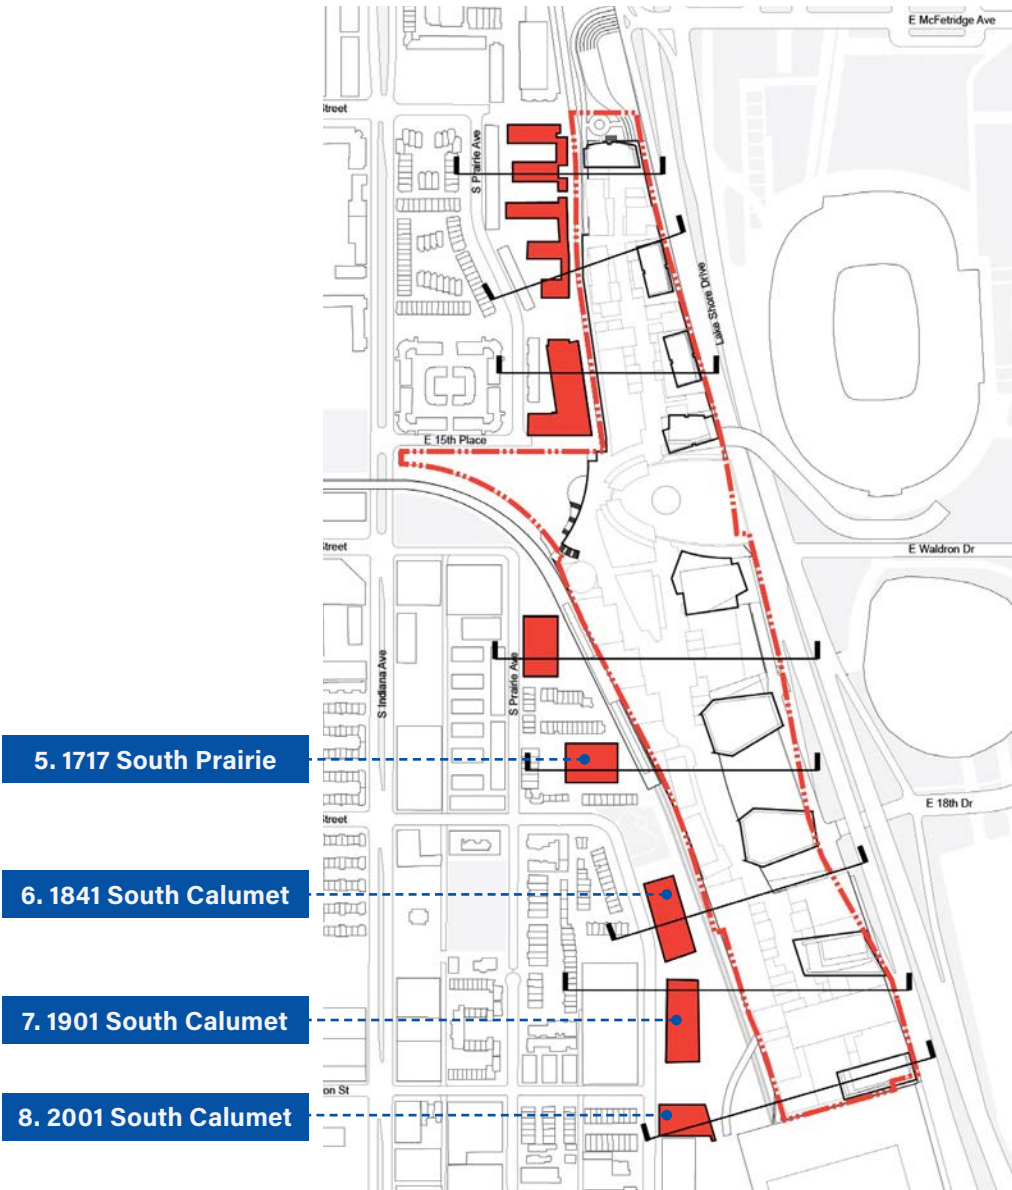 E McFetridge Ave
Street
S Prairie Ave
Lake Shore Drive
E 15th Place
Street
E Waldron Dr
S Indiana Ave
S Prairie Ave
5. 1717 South Prairie
E 18th Dr
Street
6. 1841 South Calumet
7. 1901 South Calumet
on St
8. 2001 South Calumet